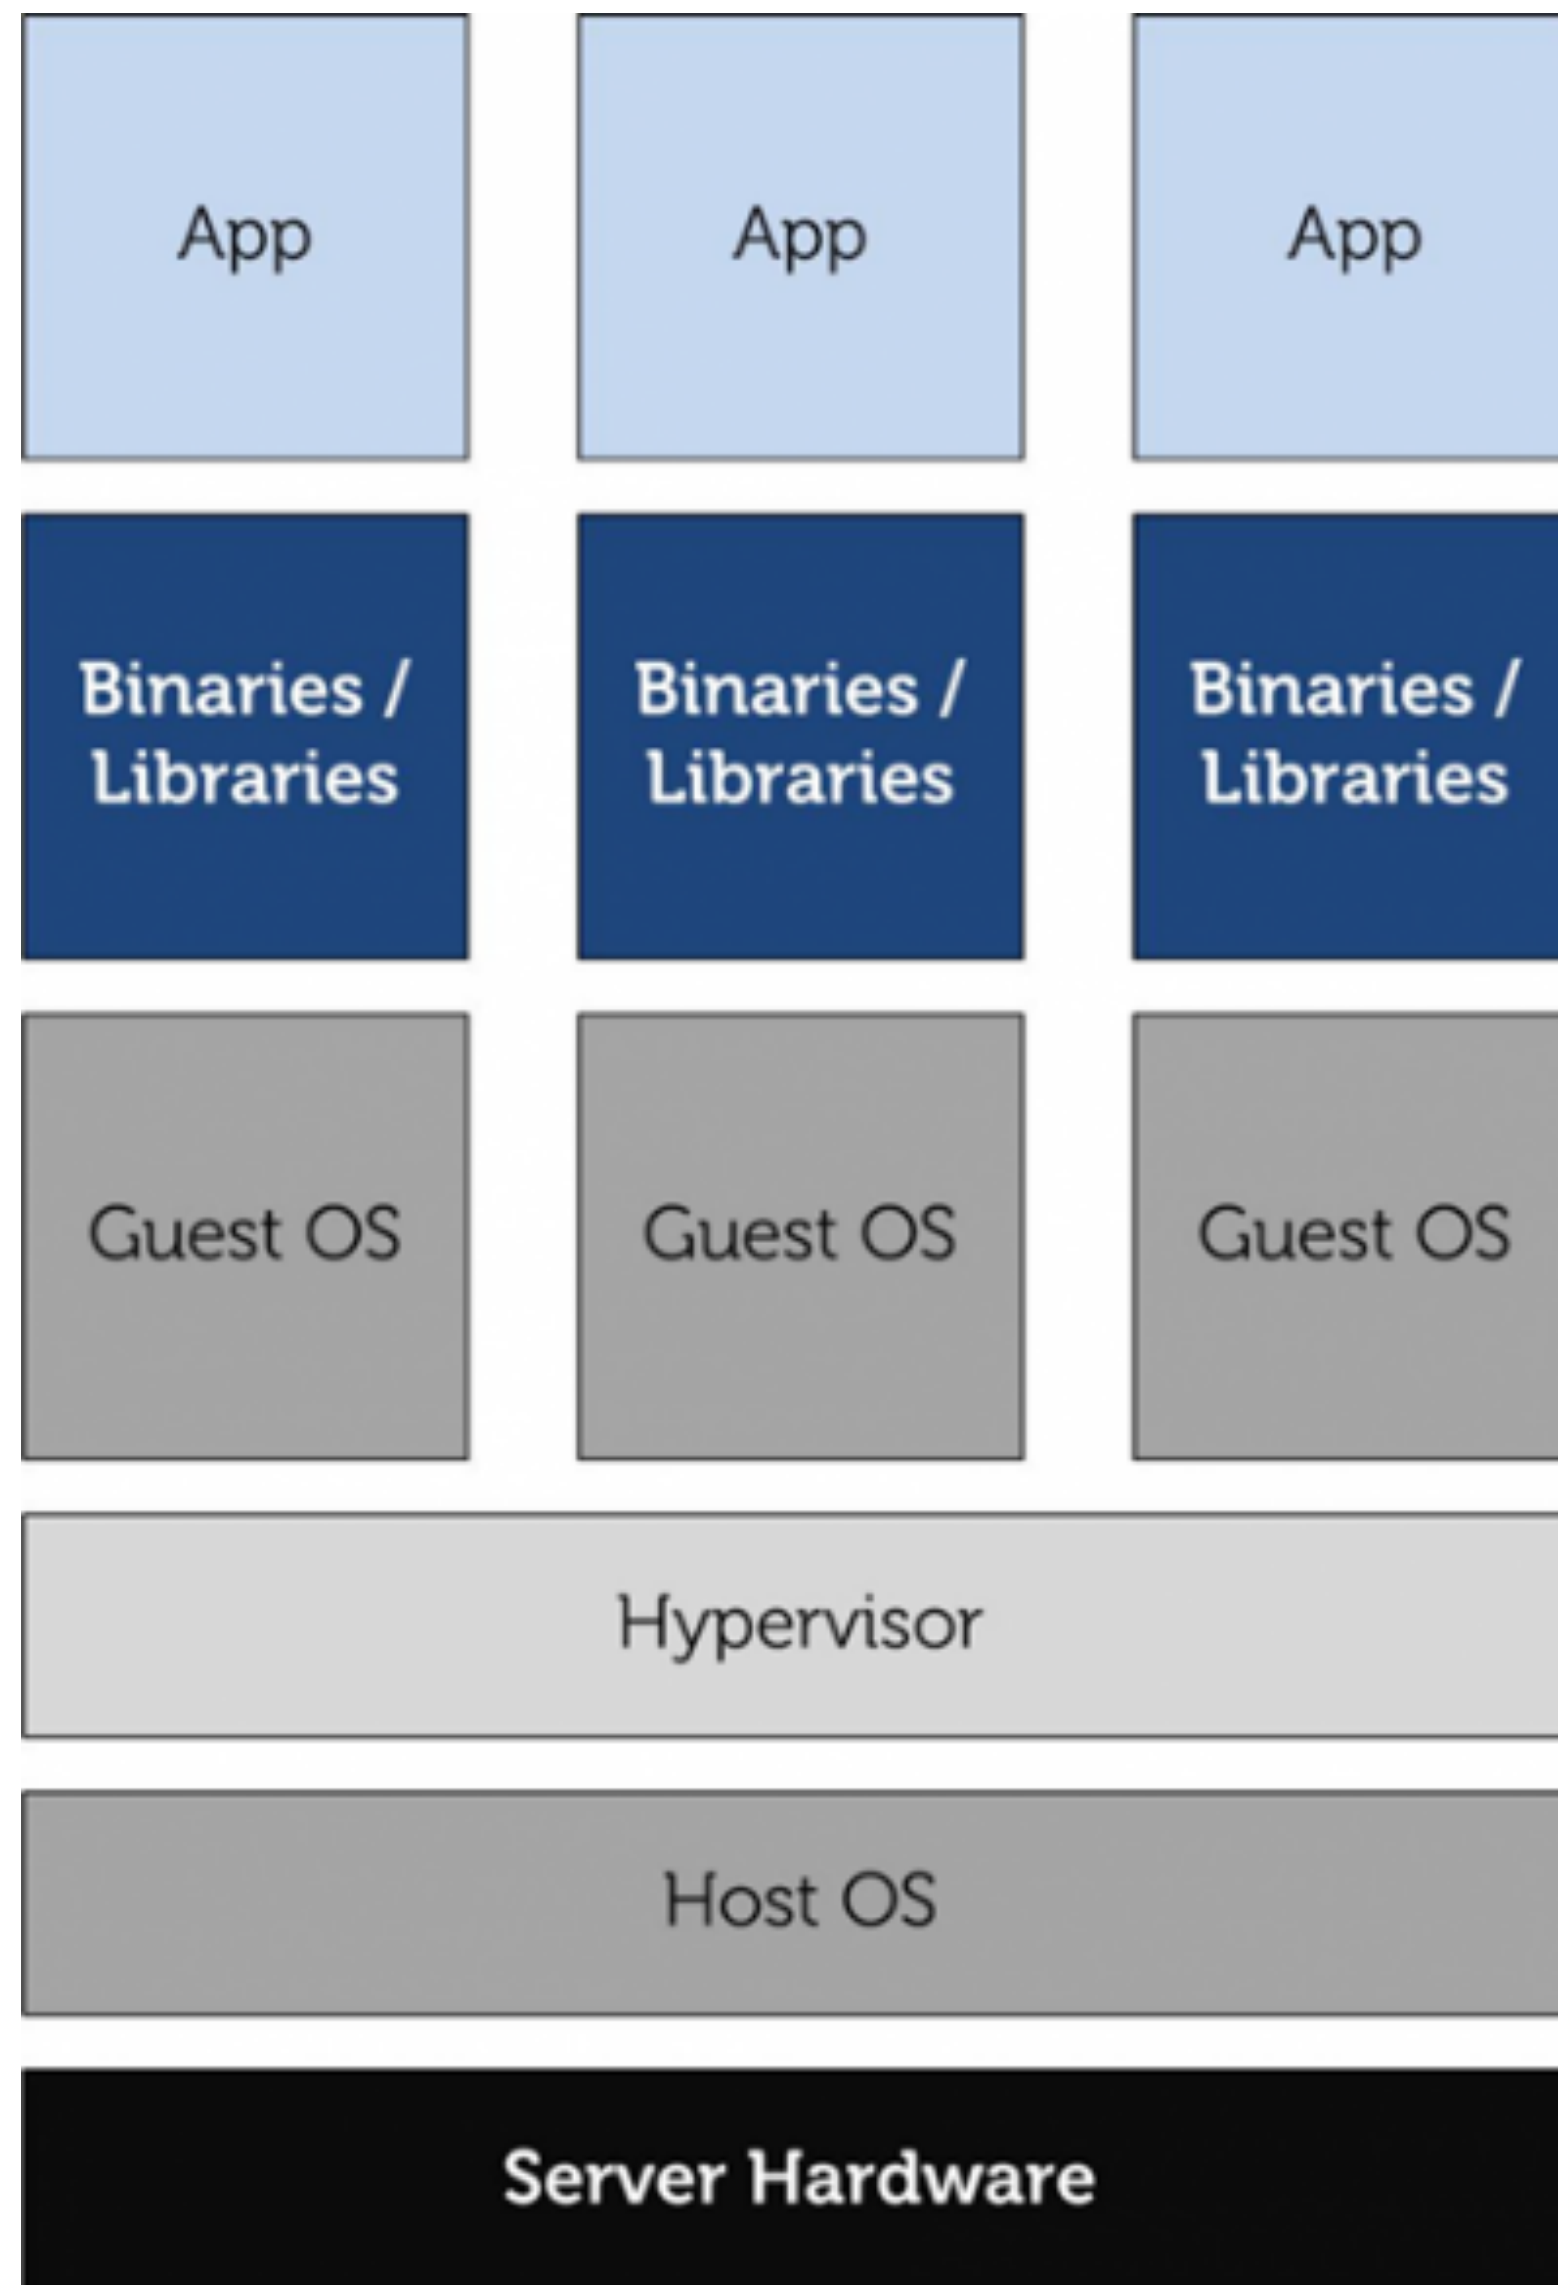 App
App
App
Binaries /
Libraries
Binaries /
Libraries
Binaries /
Libraries
Guest OS
Guest OS
Guest OS
Hypervisor
Host OS
Server Hardware